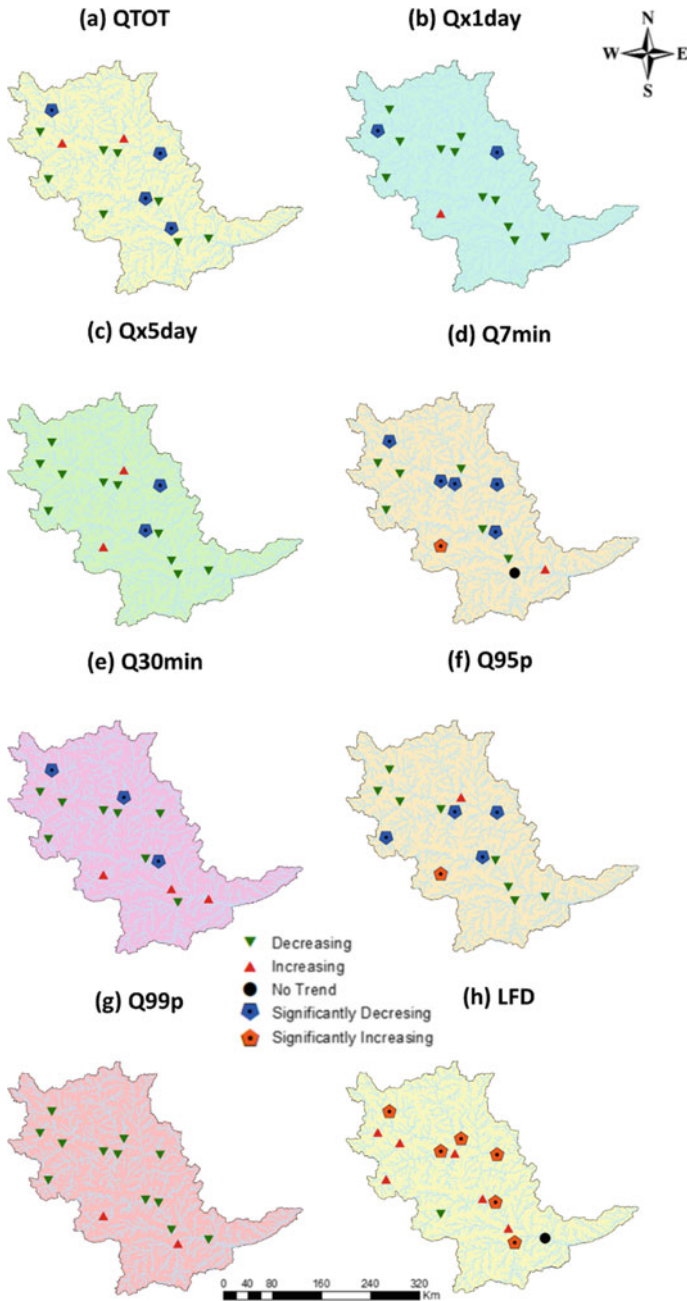 (a) QTOT
(b) Qx1day
N
W E
S
(c) Qx5day
(d) Q7min
(e) Q30min
(f) Q95p
Decreasing
Increasing
No Trend
Significantly Decresing
Significantly Increasing
(g) Q99p
(h) LFD
0 40 80 160 240 320
Km